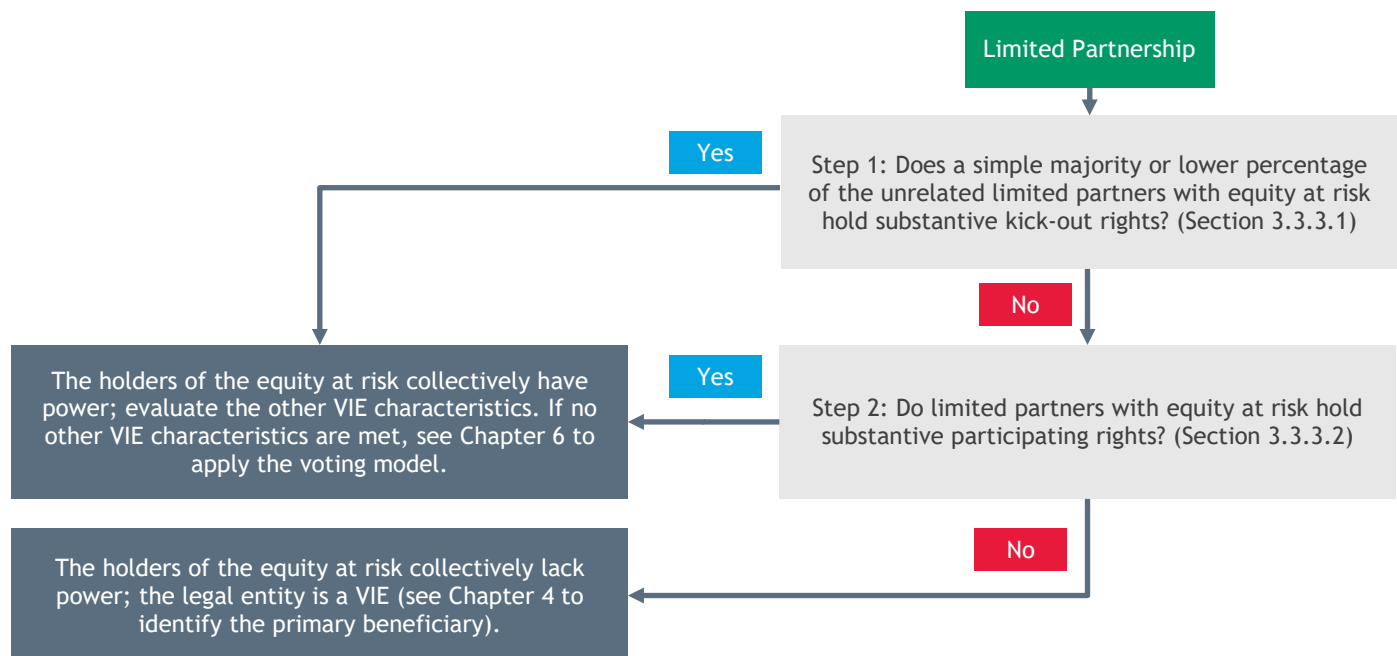 Limited Partnership
Yes
Step 1: Does a simple majority or lower percentage
of the unrelated limited partners with equity at risk
hold substantive kick-out rights? (Section 3.3.3.1)
No
The holders of the equity at risk collectively have
power; evaluate the other VIE characteristics. If no
other VIE characteristics are met, see Chapter 6 to
apply the voting model.
Yes
Step 2: Do limited partners with equity at risk hold
substantive participating rights? (Section 3.3.3.2)
No
The holders of the equity at risk collectively lack
power; the legal entity is a VIE (see Chapter 4 to
identify the primary beneficiary).